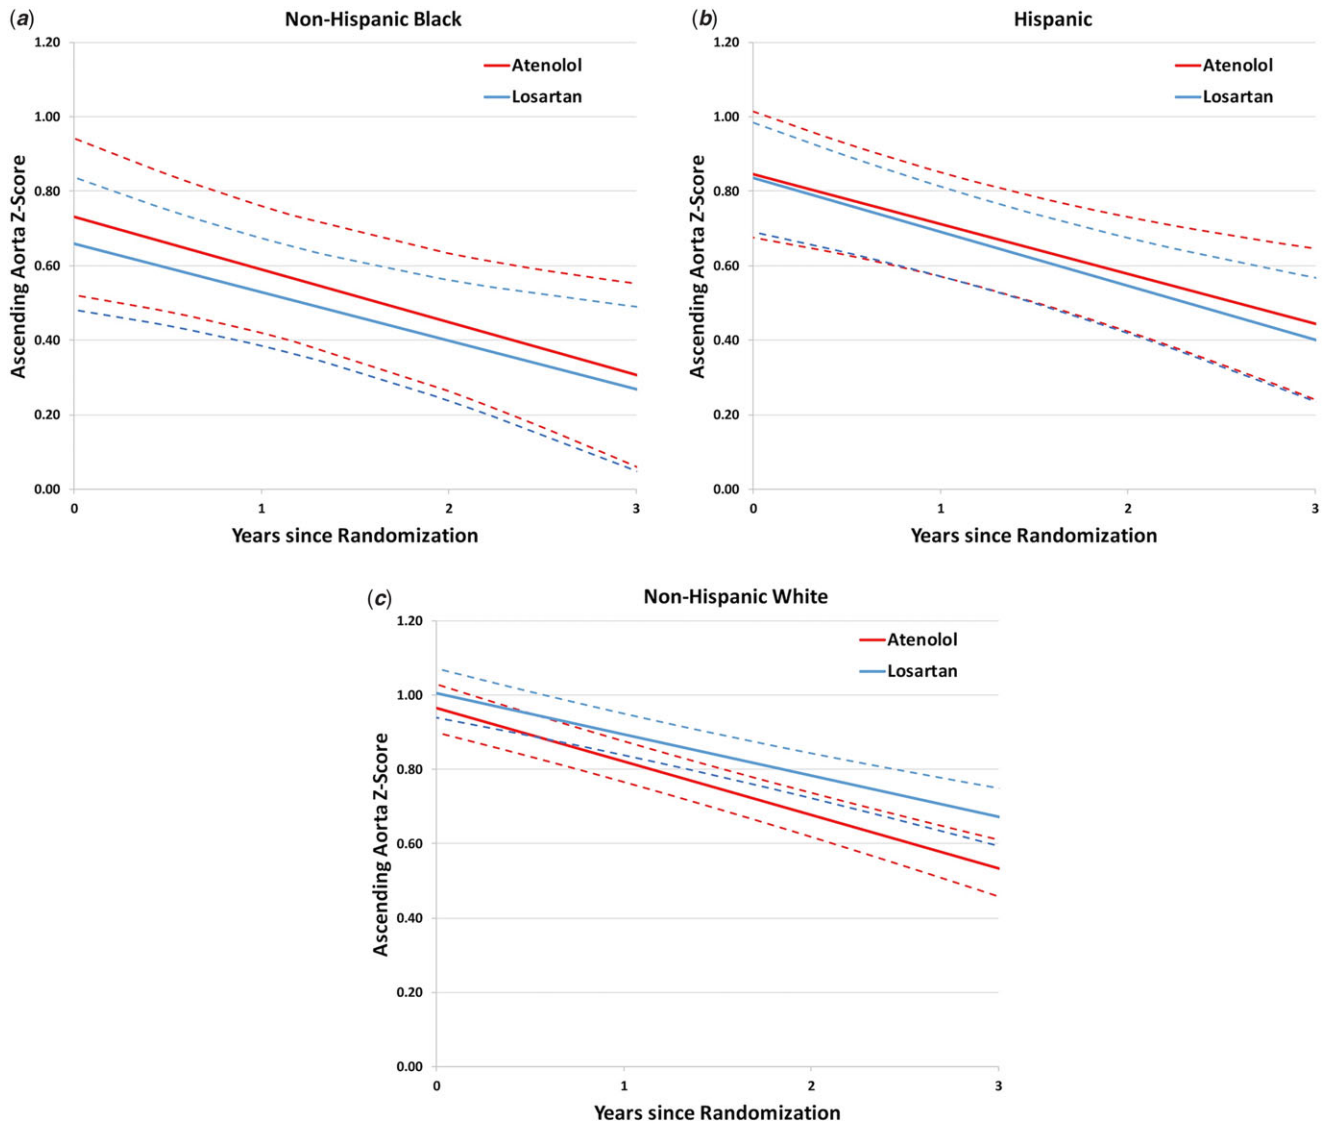 (a)
Non-Hispanic Black
1.20
1.00
0.80
0.60
0.40
0.20
0.00
Ascending Aorta Z-Score
Atenolol
Losartan
0 1 2 3
Years since Randomization
(b)
Hispanic
1.20
1.00
0.80
0.60
0.40
0.20
0.00
Ascending Aorta Z-Score
Atenolol
Losartan
0 1 2 3
Years since Randomization
(c)
Non-Hispanic White
1.20
1.00
0.80
0.60
0.40
0.20
0.00
Ascending Aorta Z-Score
Atenolol
Losartan
0 1 2 3
Years since Randomization